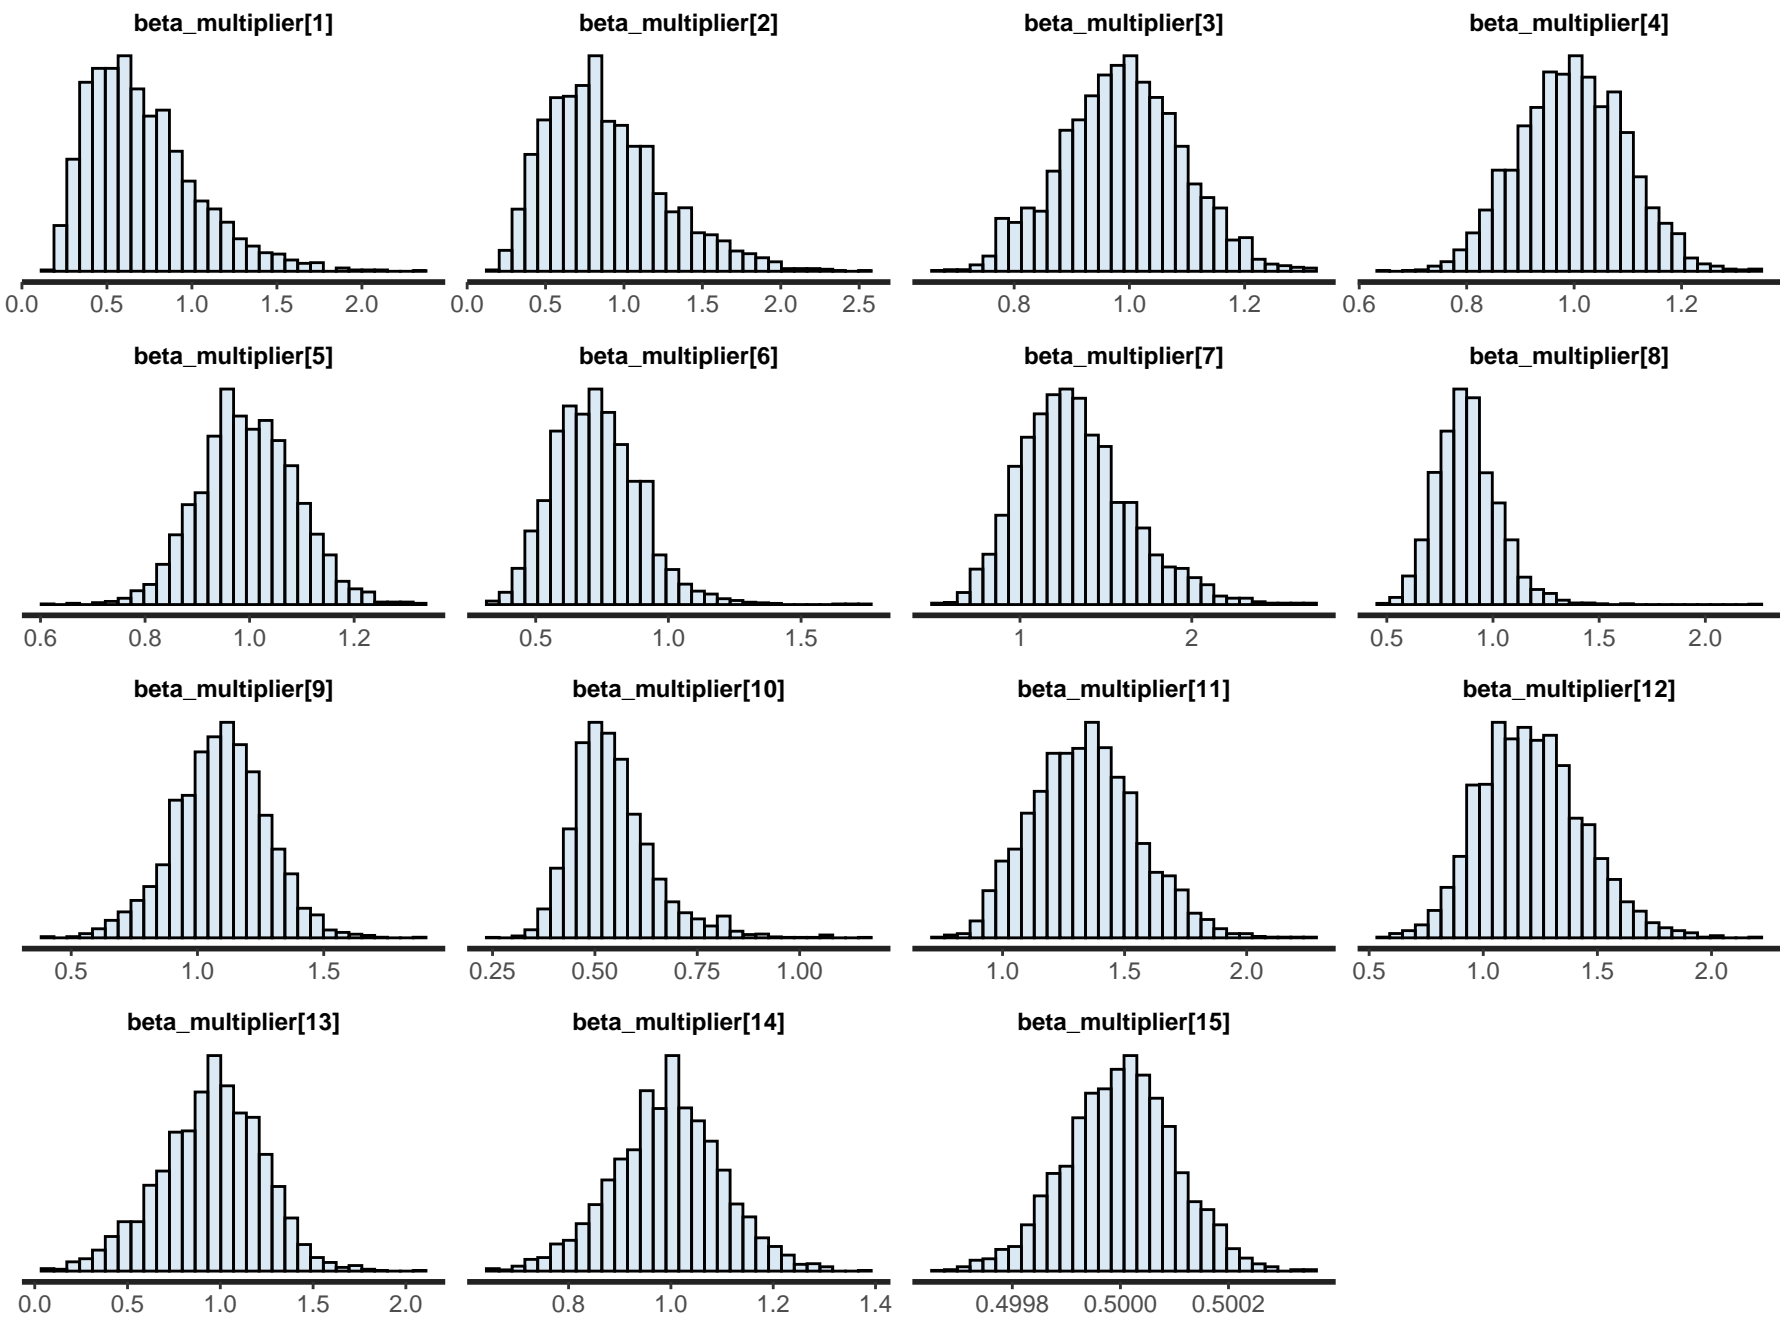 beta_multiplier[1] beta_multiplier[2] beta_multiplier[3] beta_multiplier[4]
0.0 0.5 1.0 1.5 2.0 0.0 0.5 1.0 1.5 2.0 2.5 0.8 1.0 1.2 0.6 0.8 1.0 1.2
beta_multiplier[5] beta_multiplier[6] beta_multiplier[7] beta_multiplier[8]
0.6 0.8 1.0 1.2 0.5 1.0 1.5 1 2 0.5 1.0 1.5 2.0
beta_multiplier[9] beta_multiplier[10] beta_multiplier[11] beta_multiplier[12]
0.5 1.0 1.5 0.25 0.50 0.75 1.00 1.0 1.5 2.0 0.5 1.0 1.5 2.0
beta_multiplier[13] beta_multiplier[14] beta_multiplier[15]
0.0 0.5 1.0 1.5 2.0 0.8 1.0 1.2 1.4 0.4998 0.5000 0.5002